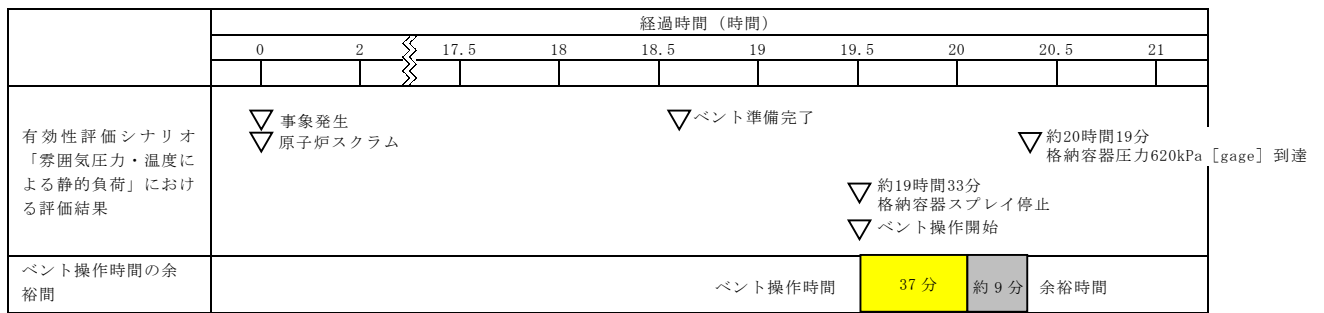 経過時間（時間）
0 2 17.5 18 18.5 19 19.5 20 20.5 21
有効性評価シナリオ
「雰囲気圧力・温度に
よる静的負荷」におけ
る評価結果
事象発生
原子炉スクラム
ベント準備完了
約20時間19分
格納容器圧力620kPa［gage］到達
約19時間33分
格納容器スプレイ停止
ベント操作開始
ベント操作時間の余
裕間
ベント操作時間
37 分
約 9 分
余裕時間